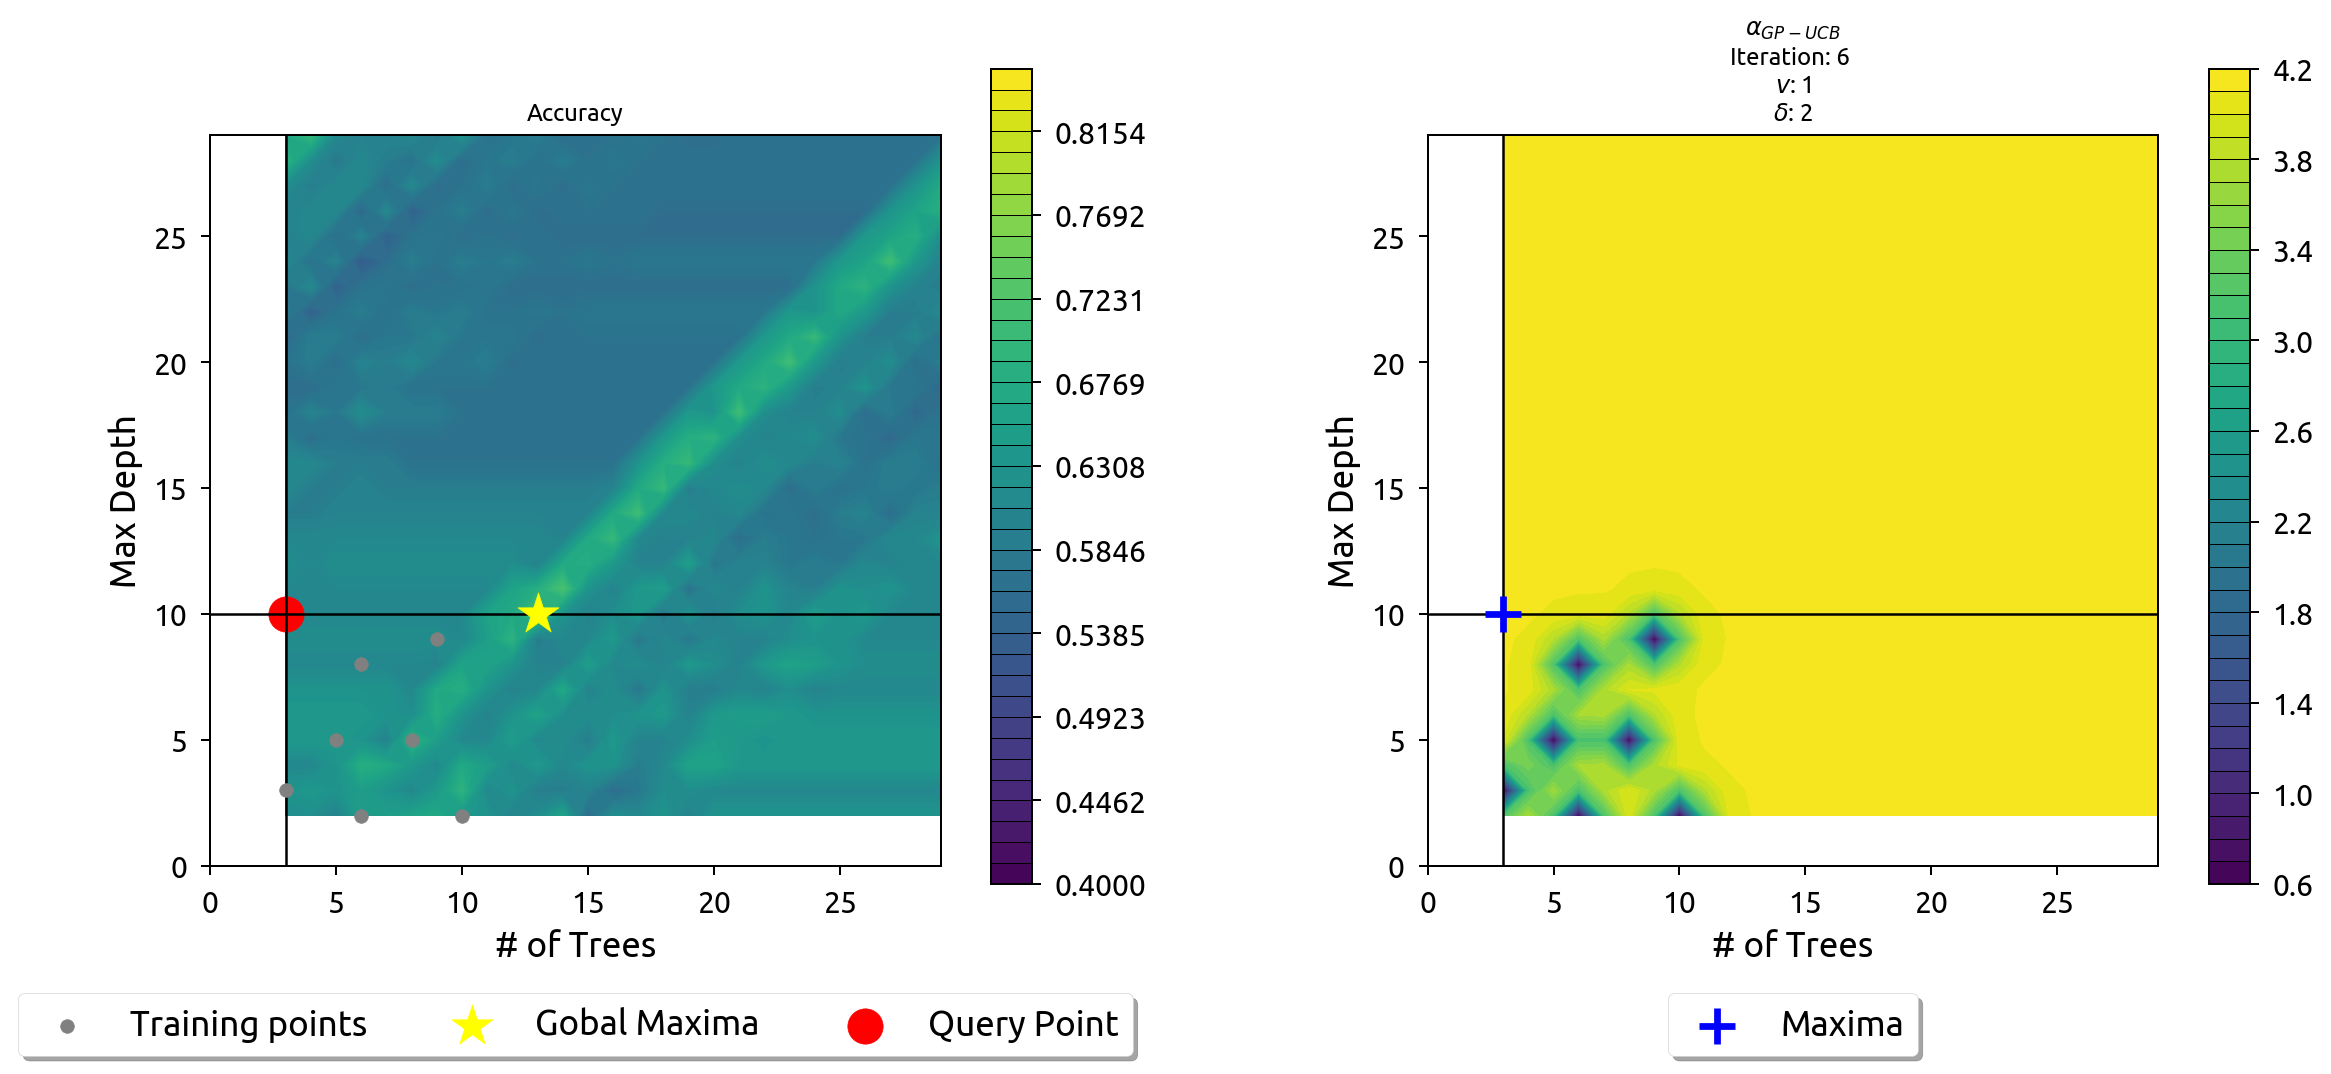 Accuracy
Max Depth
25
20
15
10
5
0
0 5 10 15 20 25
# of Trees
0.8154
0.7692
0.7231
0.6769
0.6308
0.5846
0.5385
0.4923
0.4462
0.4000
Training points Gobal Maxima Query Point
α_GP−UCB
Iteration: 6
ν: 1
δ: 2
Max Depth
25
20
15
10
5
0
0 5 10 15 20 25
# of Trees
4.2
3.8
3.4
3.0
2.6
2.2
1.8
1.4
1.0
0.6
Maxima